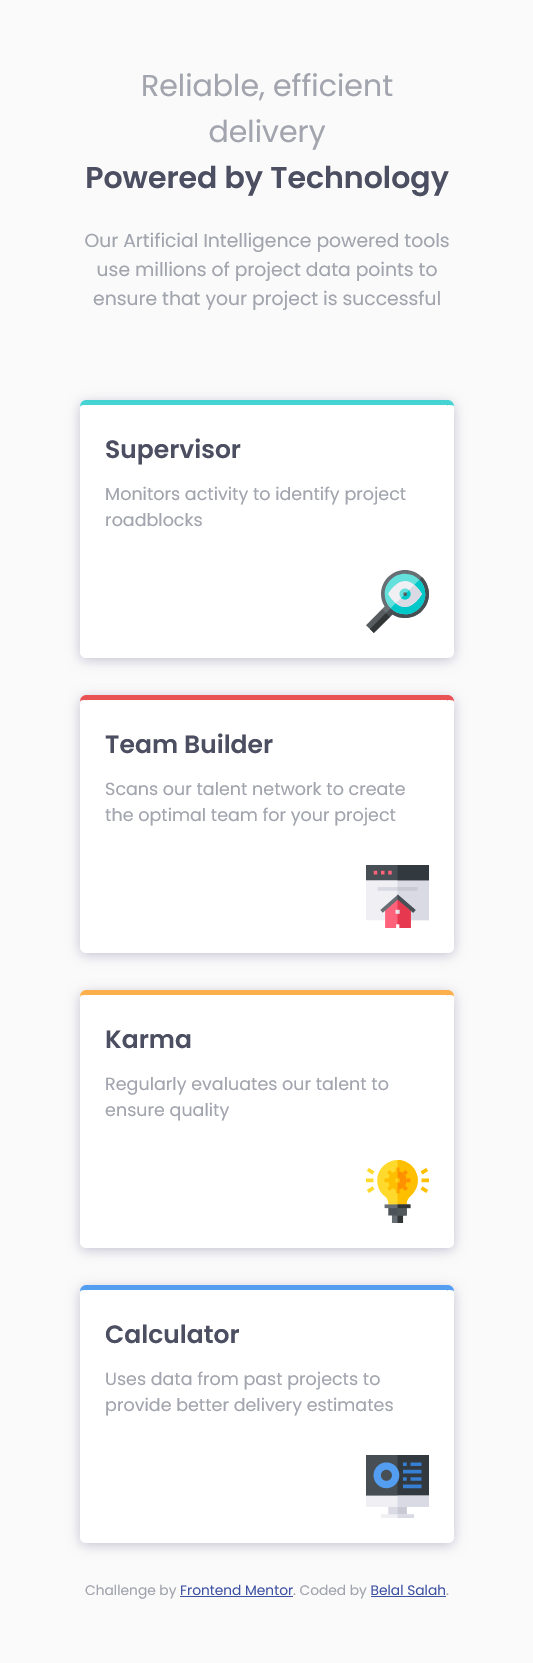 Reliable, efficient
delivery
Powered by Technology
Our Artificial Intelligence powered tools
use millions of project data points to
ensure that your project is successful
Supervisor
Monitors activity to identify project
roadblocks
Team Builder
Scans our talent network to create
the optimal team for your project
Karma
Regularly evaluates our talent to
ensure quality
Calculator
Uses data from past projects to
provide better delivery estimates
Challenge by Frontend Mentor. Coded by Belal Salah.